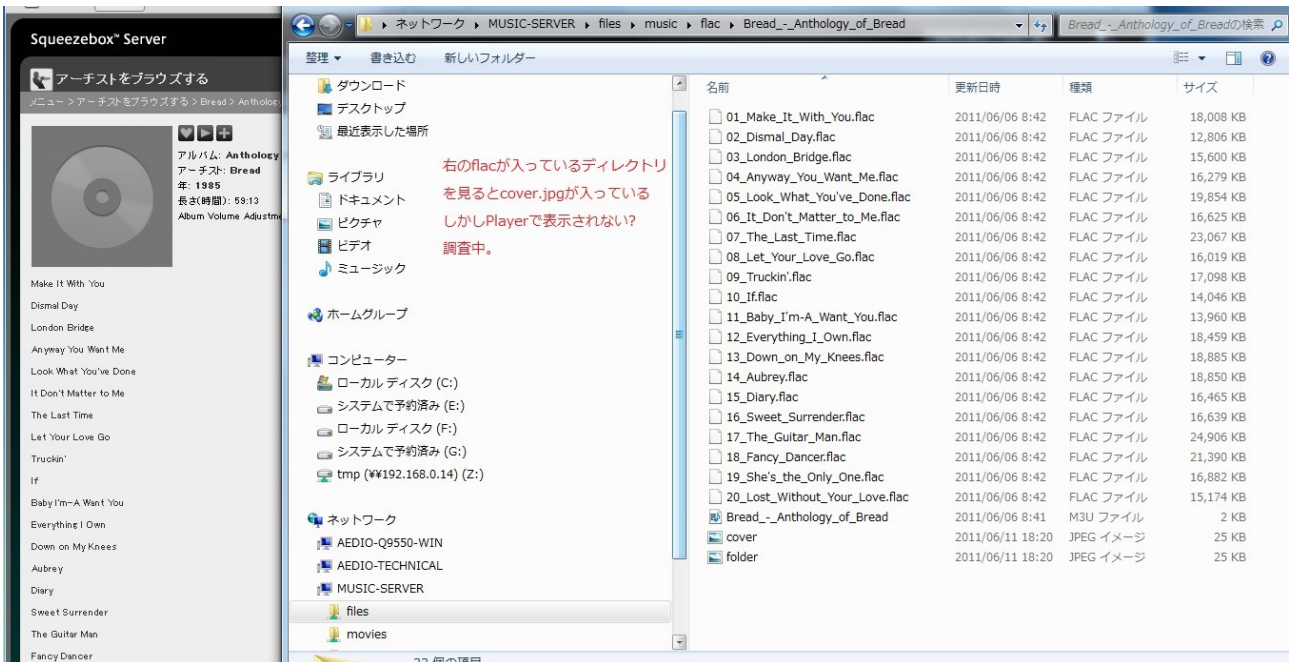 Squeezebox™ Server
アーチストをブラウズする
メニュー > アーチストをブラウズする > Bread > Anthology
アルバム: Anthology
アーチスト: Bread
年: 1985
長さ(時間): 59:13
Album Volume Adjustme
Make It With You
Dismal Day
London Bridge
Anyway You Want Me
Look What You've Done
It Don't Matter to Me
The Last Time
Let Your Love Go
Truckin'
If
Baby I'm-A Want You
Everything I Own
Down on My Knees
Aubrey
Diary
Sweet Surrender
The Guitar Man
Fancy Dancer
ネットワーク ▸ MUSIC-SERVER ▸ files ▸ music ▸ flac ▸ Bread_-_Anthology_of_Bread
Bread_-_Anthology_of_Breadの検索
整理 書き込む 新しいフォルダー
ダウンロード
デスクトップ
最近表示した場所
ライブラリ
ドキュメント
ピクチャ
ビデオ
ミュージック
ホームグループ
コンピューター
ローカル ディスク (C:)
システムで予約済み (E:)
ローカル ディスク (F:)
システムで予約済み (G:)
tmp (¥¥192.168.0.14) (Z:)
ネットワーク
AEDIO-Q9550-WIN
AEDIO-TECHNICAL
MUSIC-SERVER
files
movies
右のflacが入っているディレクトリ
を見るとcover.jpgが入っている
しかしPlayerで表示されない?
調査中。
名前 更新日時 種類 サイズ
01_Make_It_With_You.flac 2011/06/06 8:42 FLAC ファイル 18,008 KB
02_Dismal_Day.flac 2011/06/06 8:42 FLAC ファイル 12,806 KB
03_London_Bridge.flac 2011/06/06 8:42 FLAC ファイル 15,600 KB
04_Anyway_You_Want_Me.flac 2011/06/06 8:42 FLAC ファイル 16,279 KB
05_Look_What_You've_Done.flac 2011/06/06 8:42 FLAC ファイル 19,854 KB
06_It_Don't_Matter_to_Me.flac 2011/06/06 8:42 FLAC ファイル 16,625 KB
07_The_Last_Time.flac 2011/06/06 8:42 FLAC ファイル 23,067 KB
08_Let_Your_Love_Go.flac 2011/06/06 8:42 FLAC ファイル 16,019 KB
09_Truckin'.flac 2011/06/06 8:42 FLAC ファイル 17,098 KB
10_If.flac 2011/06/06 8:42 FLAC ファイル 14,046 KB
11_Baby_I'm-A_Want_You.flac 2011/06/06 8:42 FLAC ファイル 13,960 KB
12_Everything_I_Own.flac 2011/06/06 8:42 FLAC ファイル 18,459 KB
13_Down_on_My_Knees.flac 2011/06/06 8:42 FLAC ファイル 18,885 KB
14_Aubrey.flac 2011/06/06 8:42 FLAC ファイル 18,850 KB
15_Diary.flac 2011/06/06 8:42 FLAC ファイル 16,465 KB
16_Sweet_Surrender.flac 2011/06/06 8:42 FLAC ファイル 16,639 KB
17_The_Guitar_Man.flac 2011/06/06 8:42 FLAC ファイル 24,906 KB
18_Fancy_Dancer.flac 2011/06/06 8:42 FLAC ファイル 21,390 KB
19_She's_the_Only_One.flac 2011/06/06 8:42 FLAC ファイル 16,882 KB
20_Lost_Without_Your_Love.flac 2011/06/06 8:42 FLAC ファイル 15,174 KB
Bread_-_Anthology_of_Bread 2011/06/06 8:41 M3U ファイル 2 KB
cover 2011/06/11 18:20 JPEG イメージ 25 KB
folder 2011/06/11 18:20 JPEG イメージ 25 KB